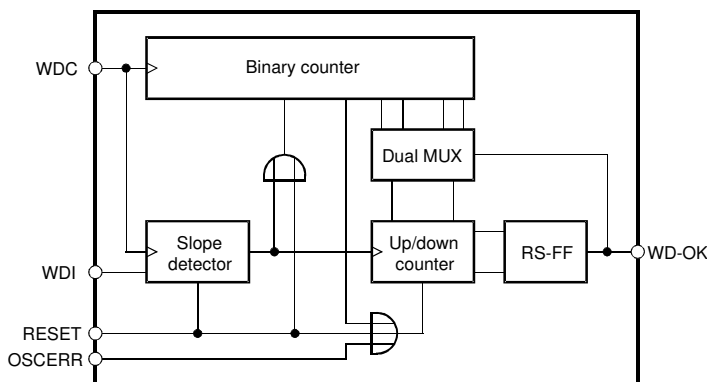 WDC
Binary counter
Dual MUX
Slope
detector
Up/down
counter
RS-FF
WD-OK
WDI
RESET
OSCERR